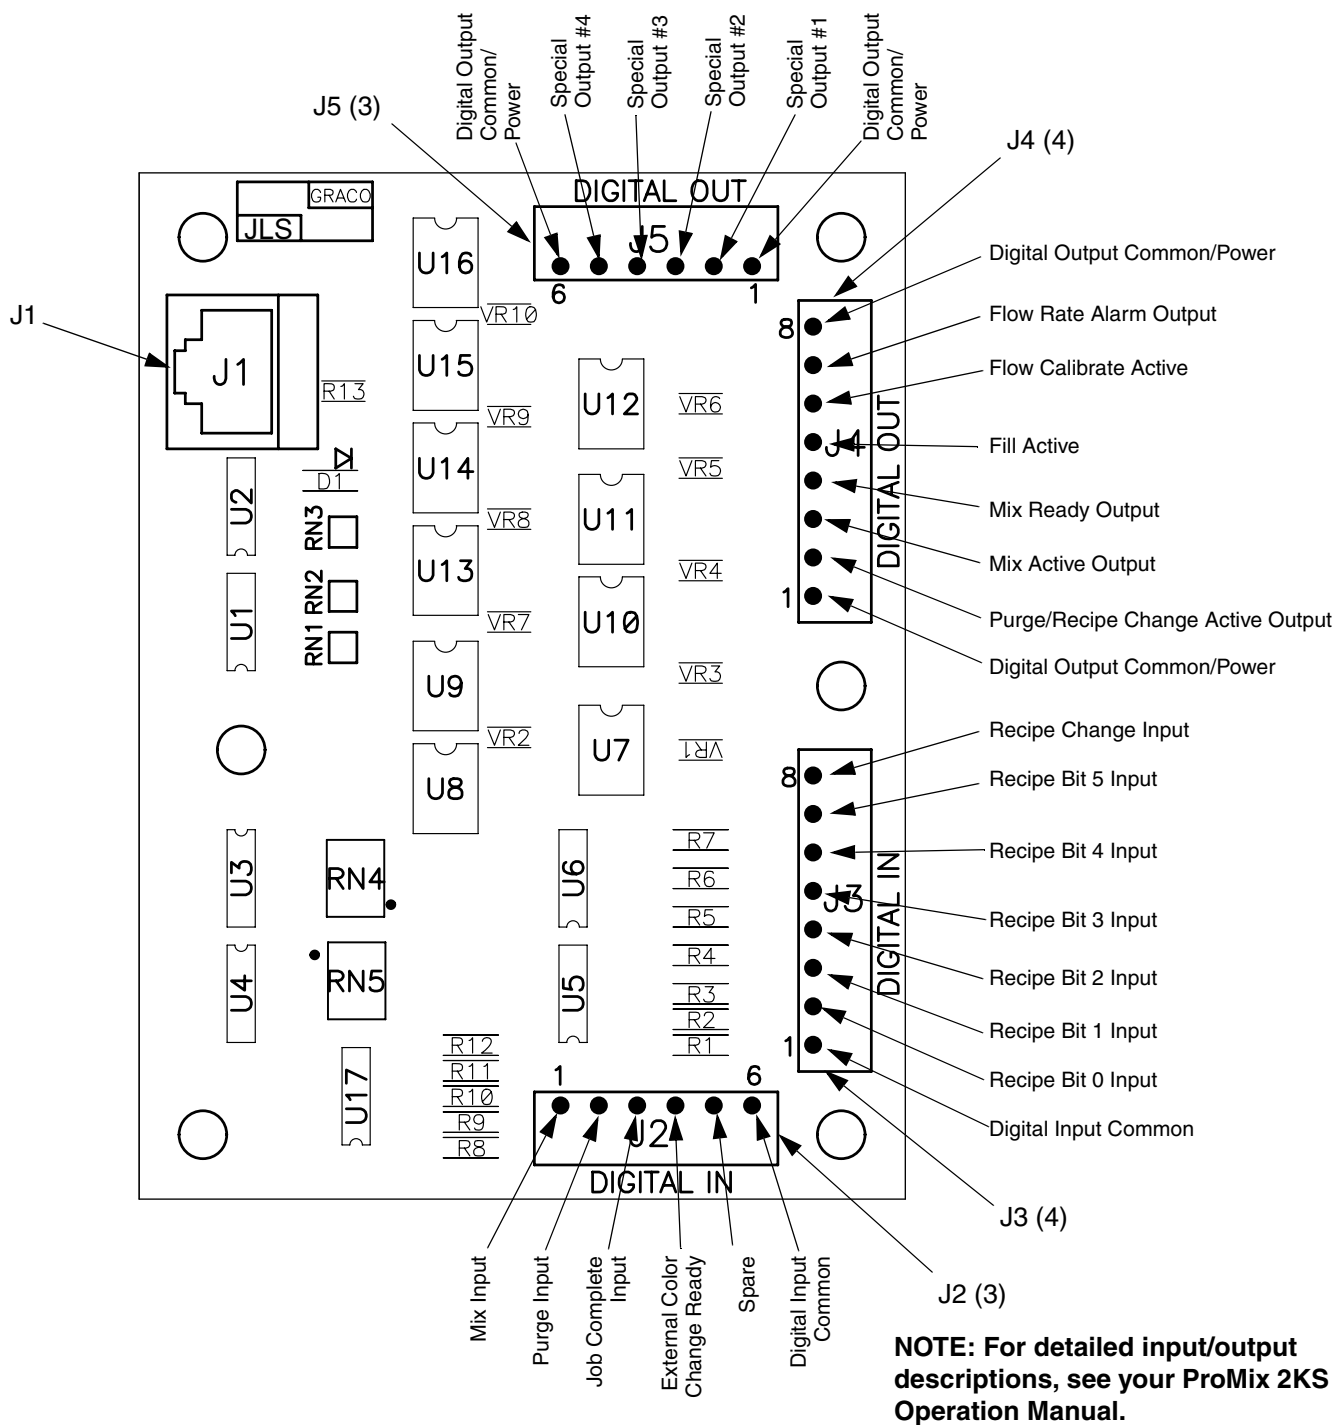 Digital Output
Common/
Power
Special
Output #4
Special
Output #3
Special
Output #2
Special
Output #1
Digital Output
Common/
Power
J5 (3)
J4 (4)
DIGITAL OUT
J5
6
1
GRACO
JLS
J1
J1
R13
U16
VR10
U15
VR9
U14
VR8
U13
VR7
U9
VR2
U8
U12
VR6
VR5
U11
VR4
U10
VR3
U7
VR1
D1
U2
RN3
RN2
U1
RN1
8
J4
DIGITAL OUT
1
Digital Output Common/Power
Flow Rate Alarm Output
Flow Calibrate Active
Fill Active
Mix Ready Output
Mix Active Output
Purge/Recipe Change Active Output
Digital Output Common/Power
8
J3
DIGITAL IN
1
Recipe Change Input
Recipe Bit 5 Input
Recipe Bit 4 Input
Recipe Bit 3 Input
Recipe Bit 2 Input
Recipe Bit 1 Input
Recipe Bit 0 Input
Digital Input Common
U3
RN4
U4
RN5
U17
U6
U5
R7
R6
R5
R4
R3
R2
R1
R12
R11
R10
R9
R8
1
6
J2
DIGITAL IN
J3 (4)
J2 (3)
Mix Input
Purge Input
Job Complete
Input
External Color
Change Ready
Spare
Digital Input
Common
NOTE: For detailed input/output
descriptions, see your ProMix 2KS
Operation Manual.